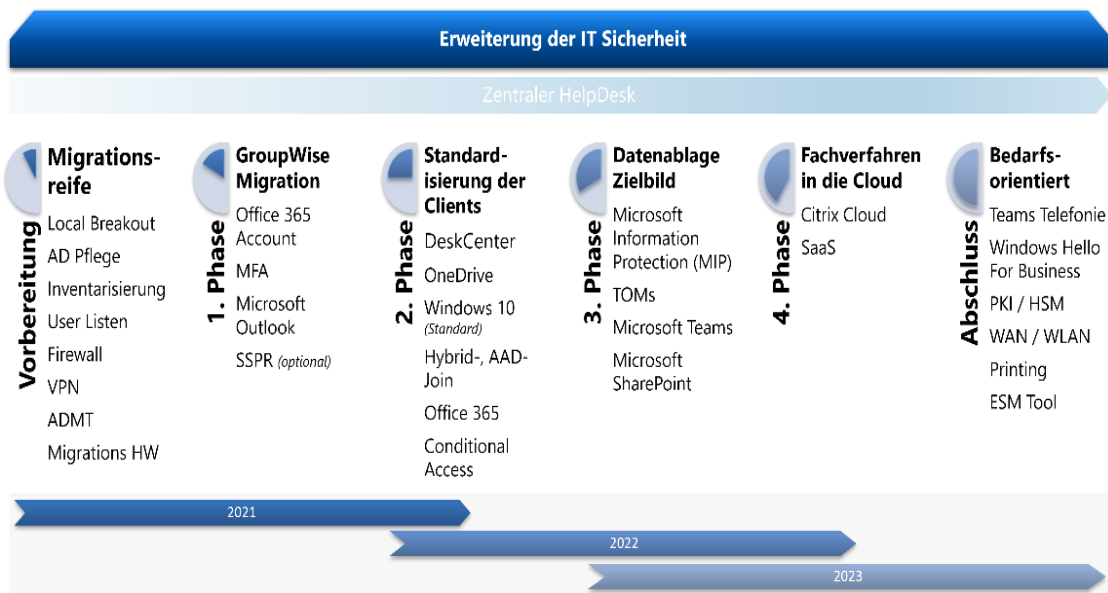 Erweiterung der IT Sicherheit
Zentraler HelpDesk
Vorbereitung
Migrations-
reife
Local Breakout
AD Pflege
Inventarisierung
User Listen
Firewall
VPN
ADMT
Migrations HW
1. Phase
GroupWise
Migration
Office 365
Account
MFA
Microsoft
Outlook
SSPR (optional)
2. Phase
Standard-
isierung der
Clients
DeskCenter
OneDrive
Windows 10
(Standard)
Hybrid-, AAD-
Join
Office 365
Conditional
Access
3. Phase
Datenablage
Zielbild
Microsoft
Information
Protection (MIP)
TOMs
Microsoft Teams
Microsoft
SharePoint
4. Phase
Fachverfahren
in die Cloud
Citrix Cloud
SaaS
Abschluss
Bedarfs-
orientiert
Teams Telefonie
Windows Hello
For Business
PKI / HSM
WAN / WLAN
Printing
ESM Tool
2021
2022
2023